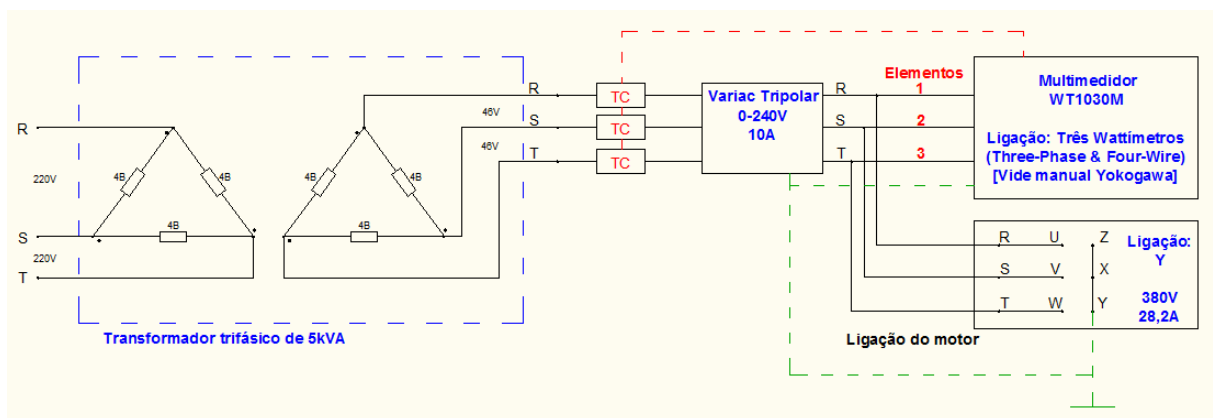 R
220V
S
220V
T
4B
4B
4B
4B
4B
4B
Transformador trifásico de 5kVA
46V
46V
R
S
T
TC
TC
TC
Variac Tripolar
0-240V
10A
R
S
T
Elementos
1
2
3
Multimedidor
WT1030M
Ligação: Três Wattímetros
(Three-Phase & Four-Wire)
[Vide manual Yokogawa]
R U Z
S V X
T W Y
Ligação:
Y
380V
28,2A
Ligação do motor